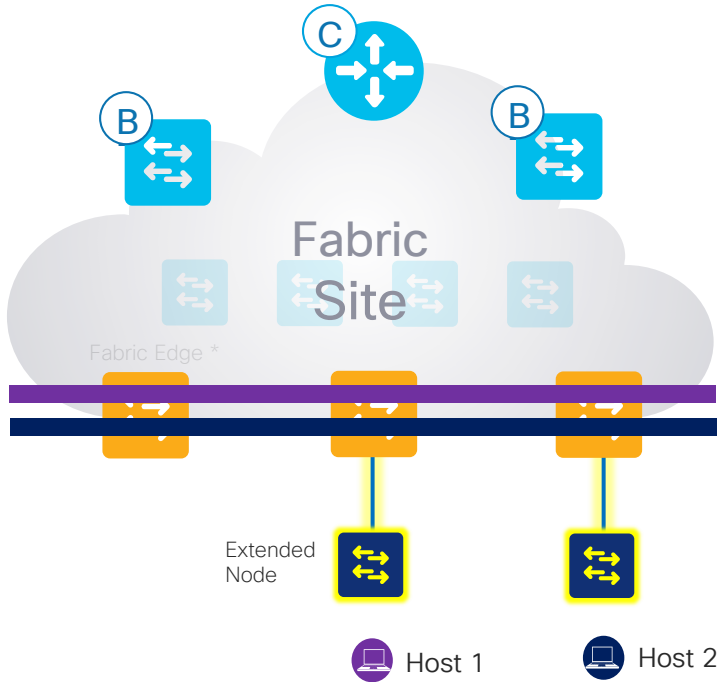 C
B
B
Fabric
Site
Fabric Edge *
Extended
Node
Host 1
Host 2